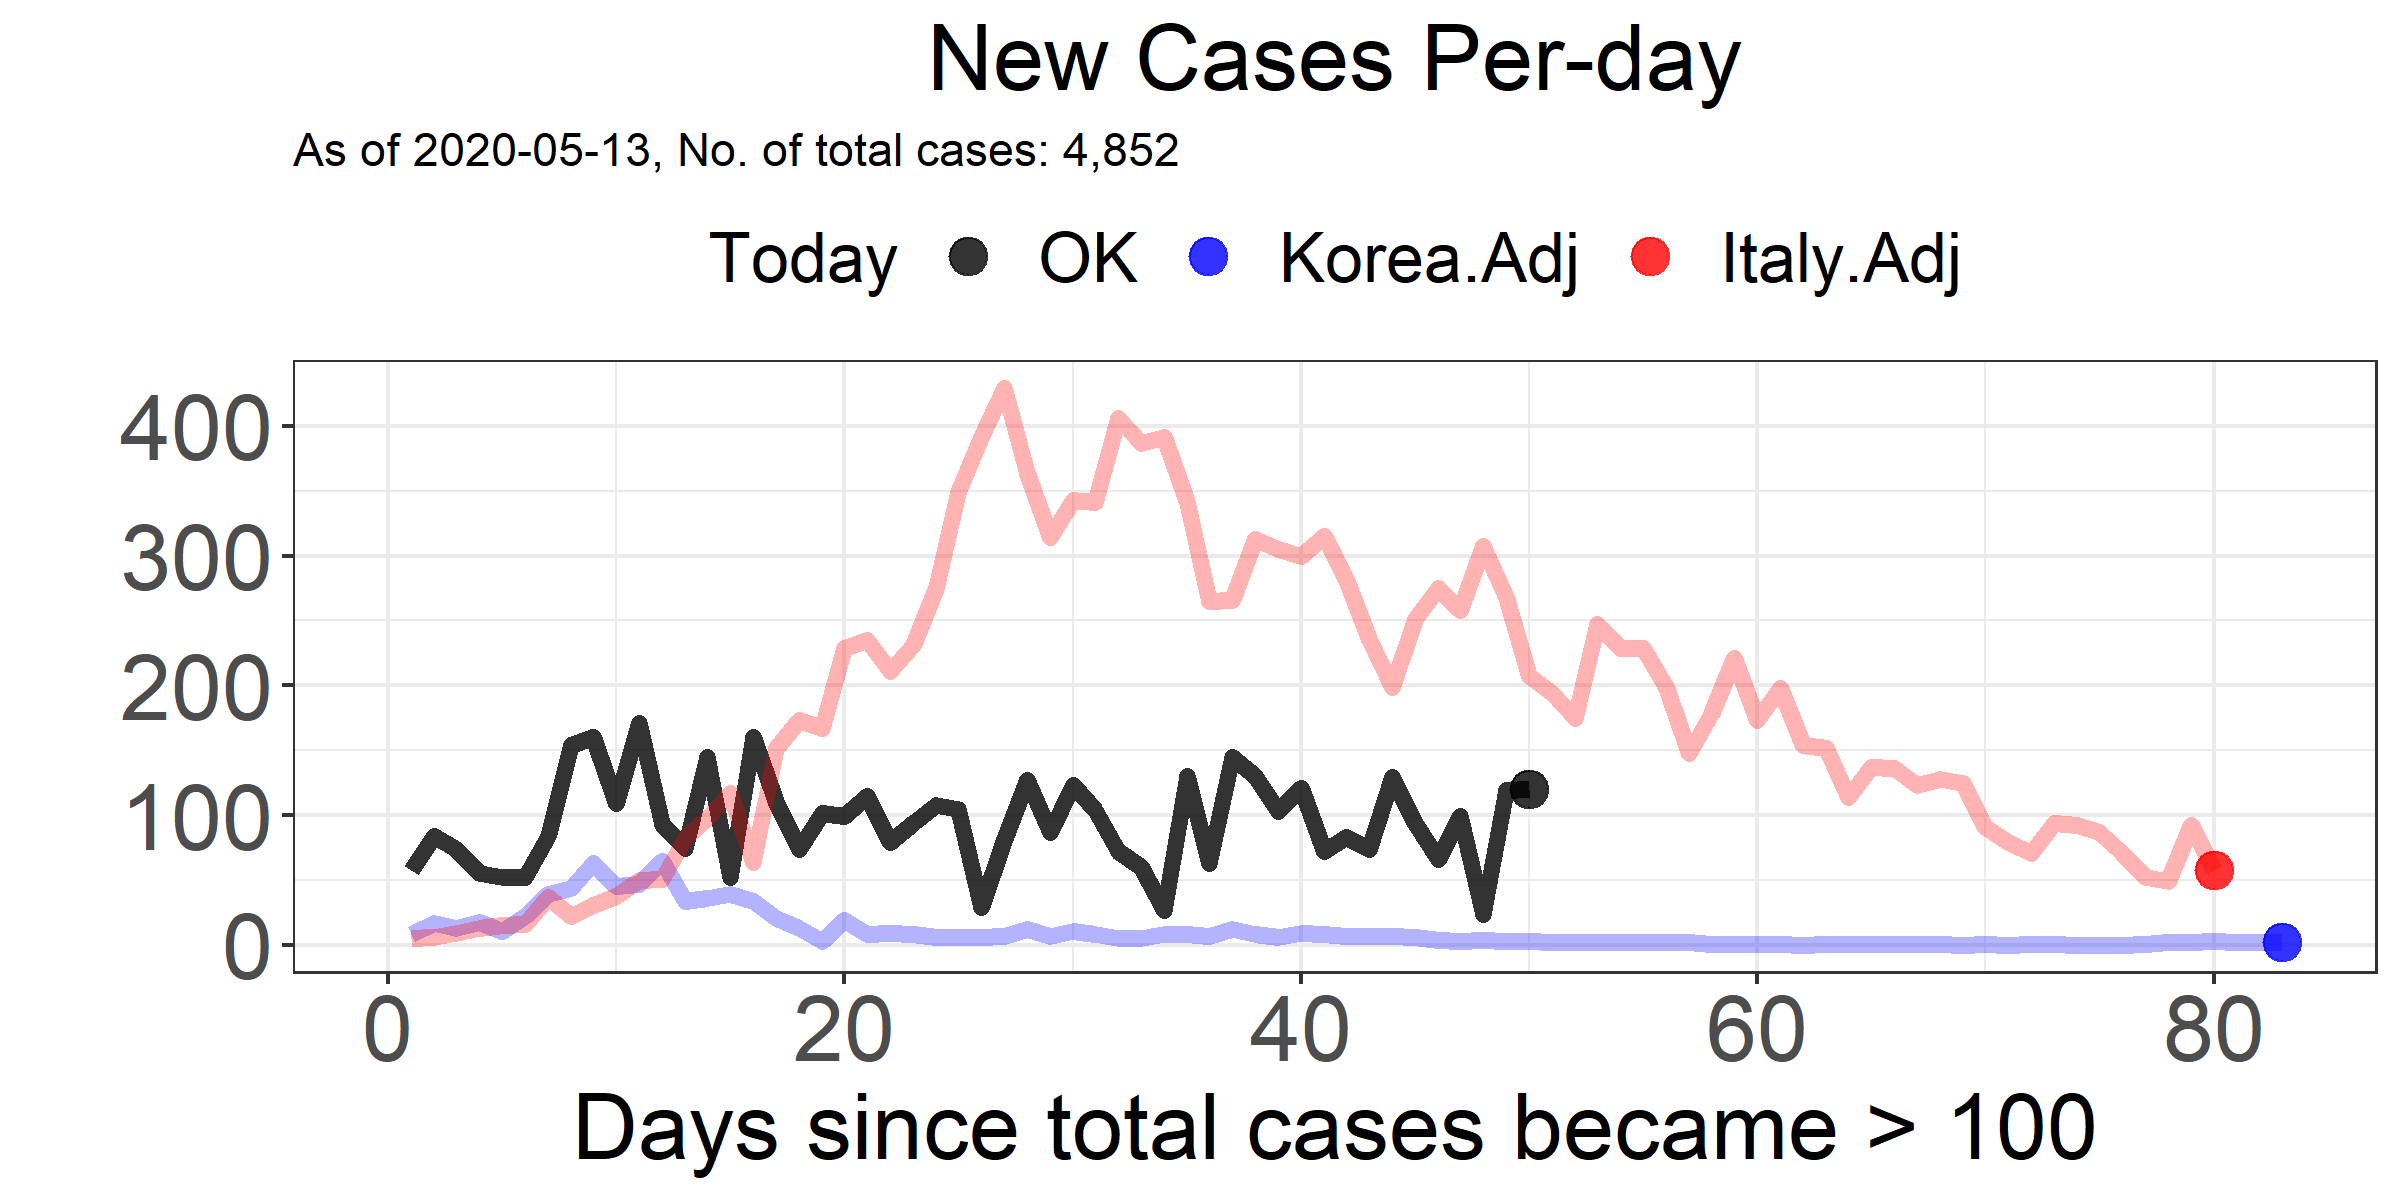 New Cases Per-day
As of 2020-05-13, No. of total cases: 4,852
Today OK Korea.Adj Italy.Adj
400
300
200
100
0
0 20 40 60 80
Days since total cases became > 100